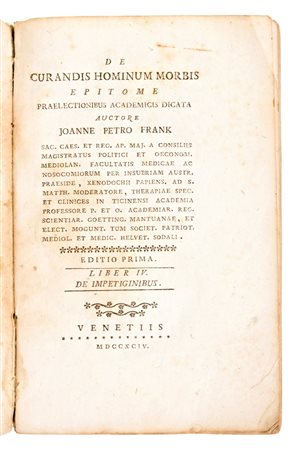 DE
CURANDIS HOMINUM MORBIS
EPITOME
PRAELECTIONIBUS ACADEMICIS DICATA
AUCTORE
JOANNE PETRO FRANK
SAC. CAES. ET REG. AP. MAJ. A CONSILIIS
MAGISTRATUS POLITICI ET OECONOM.
MEDIOLAN. FACULTATIS MEDICAE AC
NOSOCOMIORUM PER INSUBRIAM AUSTR.
PRAESIDE, XENODOCHII PAPIENS. AD S.
MATTH. MODERATORE, THERAPIAE SPEC.
ET CLINICES IN TICINENSI ACADEMIA
PROFESSORE P. ET O. ACADEMIAR. REG.
SCIENTIAR. GOETTING. MANTUANAE, ET
ELECT. MOGUNT. TUM SOCIET. PATRIOT.
MEDIOL. ET MEDIC. HELVET. SODALI.
EDITIO PRIMA.
LIBER IV.
DE IMPETIGINIBUS.
VENETIIS
MDCCXCIV.